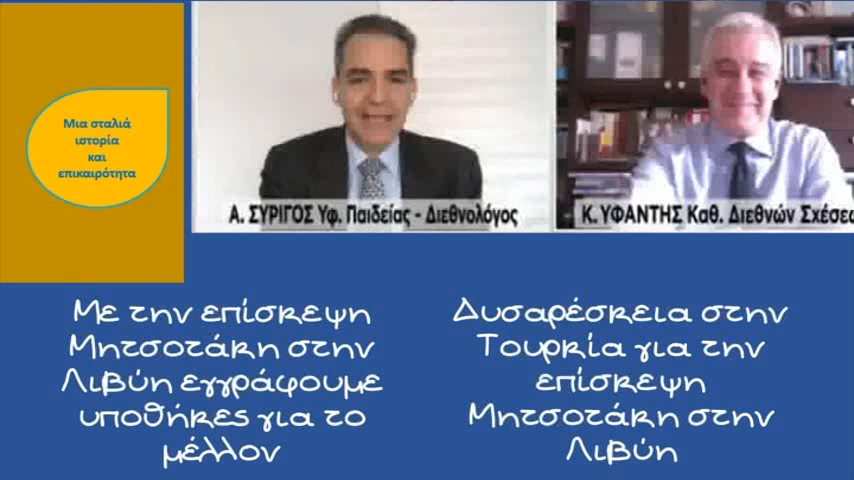 Μια σταλιά
ιστορία
και
επικαιρότητα
Α. ΣΥΡΙΓΟΣ Υφ. Παιδείας - Διεθνολόγος
Κ. ΥΦΑΝΤΗΣ Καθ. Διεθνών Σχέσεω
Με την επίσκεψη
Μητσοτάκη στην
Λιβύη εγγράφουμε
υποθήκες για το
μέλλον
Δυσαρέσκεια στην
Τουρκία για την
επίσκεψη
Μητσοτάκη στην
Λιβύη